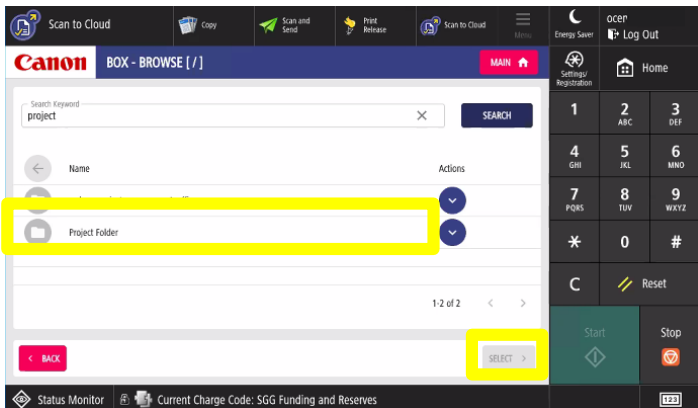 Scan to Cloud
Copy
Scan and Send
Print Release
Scan to Cloud
Menu
Energy Saver
ocer
Log Out
Canon
BOX - BROWSE [ / ]
MAIN
Settings/ Registration
Home
Search Keyword
project
SEARCH
Name
Actions
Project Folder
1-2 of 2
< BACK
SELECT >
1
2 ABC
3 DEF
4 GHI
5 JKL
6 MNO
7 PQRS
8 TUV
9 WXYZ
* 0 #
C
Reset
Start
Stop
Status Monitor
Current Charge Code: SGG Funding and Reserves
123